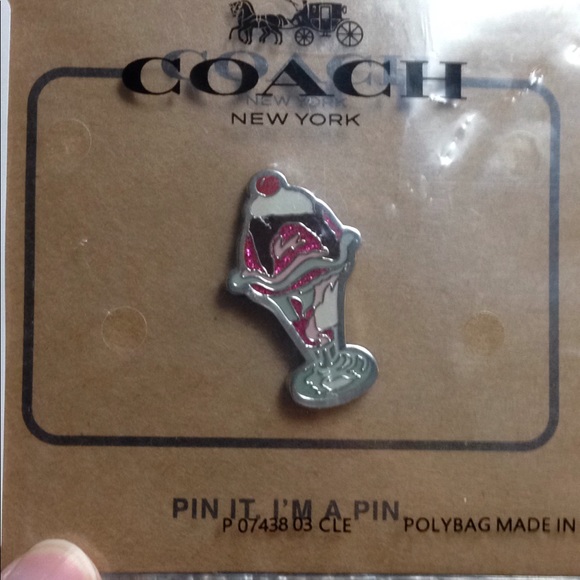 COACH
NEW YORK
NEW YORK
PIN IT. I'M A PIN
P 07438 03 CLE POLYBAG MADE IN